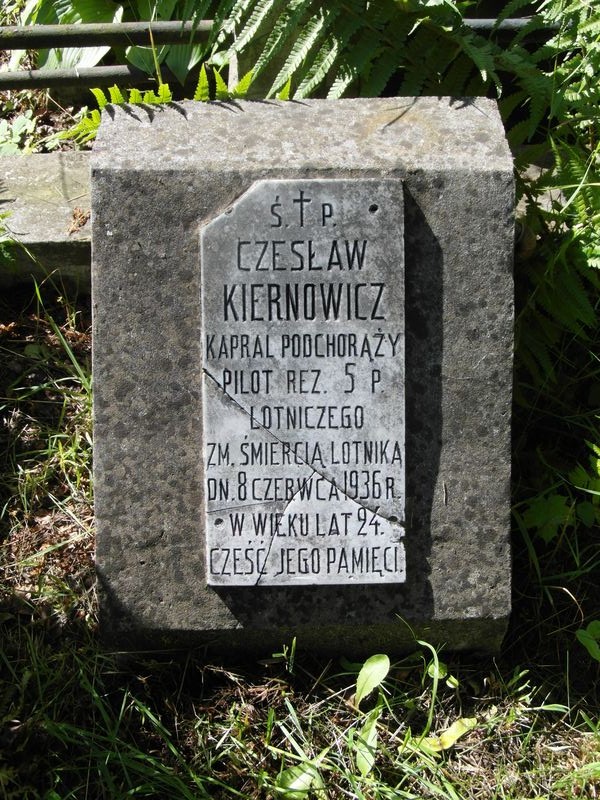 Ś.†P.
CZESŁAW
KIERNOWICZ
KAPRAL PODCHORĄŻY
PILOT REZ. 5 P
LOTNICZEGO
ZM. ŚMIERCIĄ LOTNIKA
DN. 8 CZERWCA 1936 R.
W WIEKU LAT 24.
CZEŚĆ JEGO PAMIĘCI.